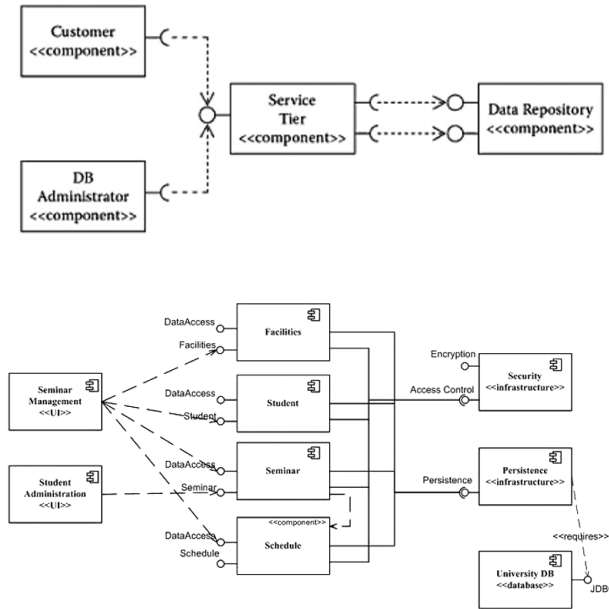 Customer
<<component>>
Service
Tier
<<component>>
Data Repository
<<component>>
DB
Administrator
<<component>>
DataAccess
Facilities
Facilities
Encryption
Security
<<infrastructure>>
Access Control
Seminar
Management
<<UI>>
DataAccess
Student
Student
DataAccess
Seminar
Seminar
Student
Administration
<<UI>>
Persistence
Persistence
<<infrastructure>>
<<component>>
DataAccess
Schedule
Schedule
<<requires>>
University DB
<<database>>
JDB